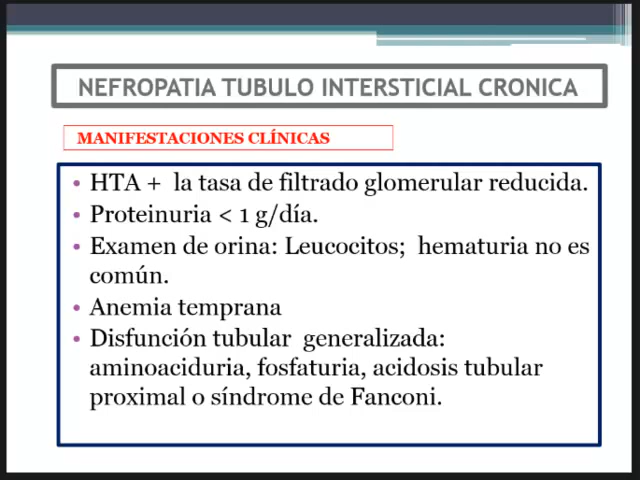 NEFROPATIA TUBULO INTERSTICIAL CRONICA
MANIFESTACIONES CLÍNICAS
• HTA + la tasa de filtrado glomerular reducida.
• Proteinuria < 1 g/día.
• Examen de orina: Leucocitos; hematuria no es
común.
• Anemia temprana
• Disfunción tubular generalizada:
aminoaciduria, fosfaturia, acidosis tubular
proximal o síndrome de Fanconi.